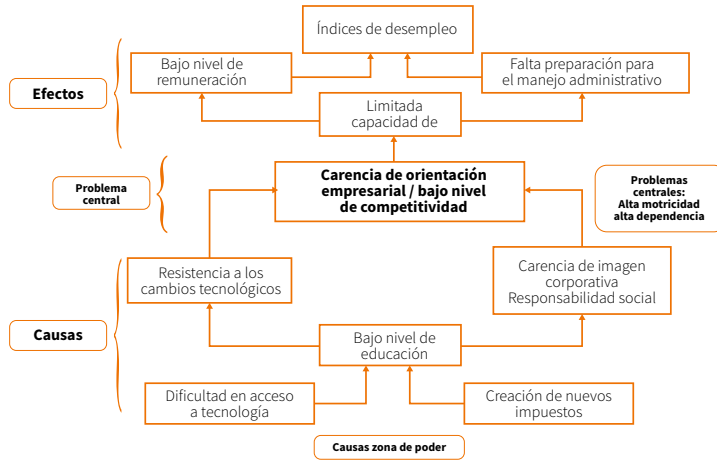 Índices de desempleo
Bajo nivel de
remuneración
Falta preparación para
el manejo administrativo
Efectos
Limitada
capacidad de
Carencia de orientación
empresarial / bajo nivel
de competitividad
Problema
central
Problemas
centrales:
Alta motricidad
alta dependencia
Resistencia a los
cambios tecnológicos
Carencia de imagen
corporativa
Responsabilidad social
Causas
Bajo nivel de
educación
Dificultad en acceso
a tecnología
Creación de nuevos
impuestos
Causas zona de poder